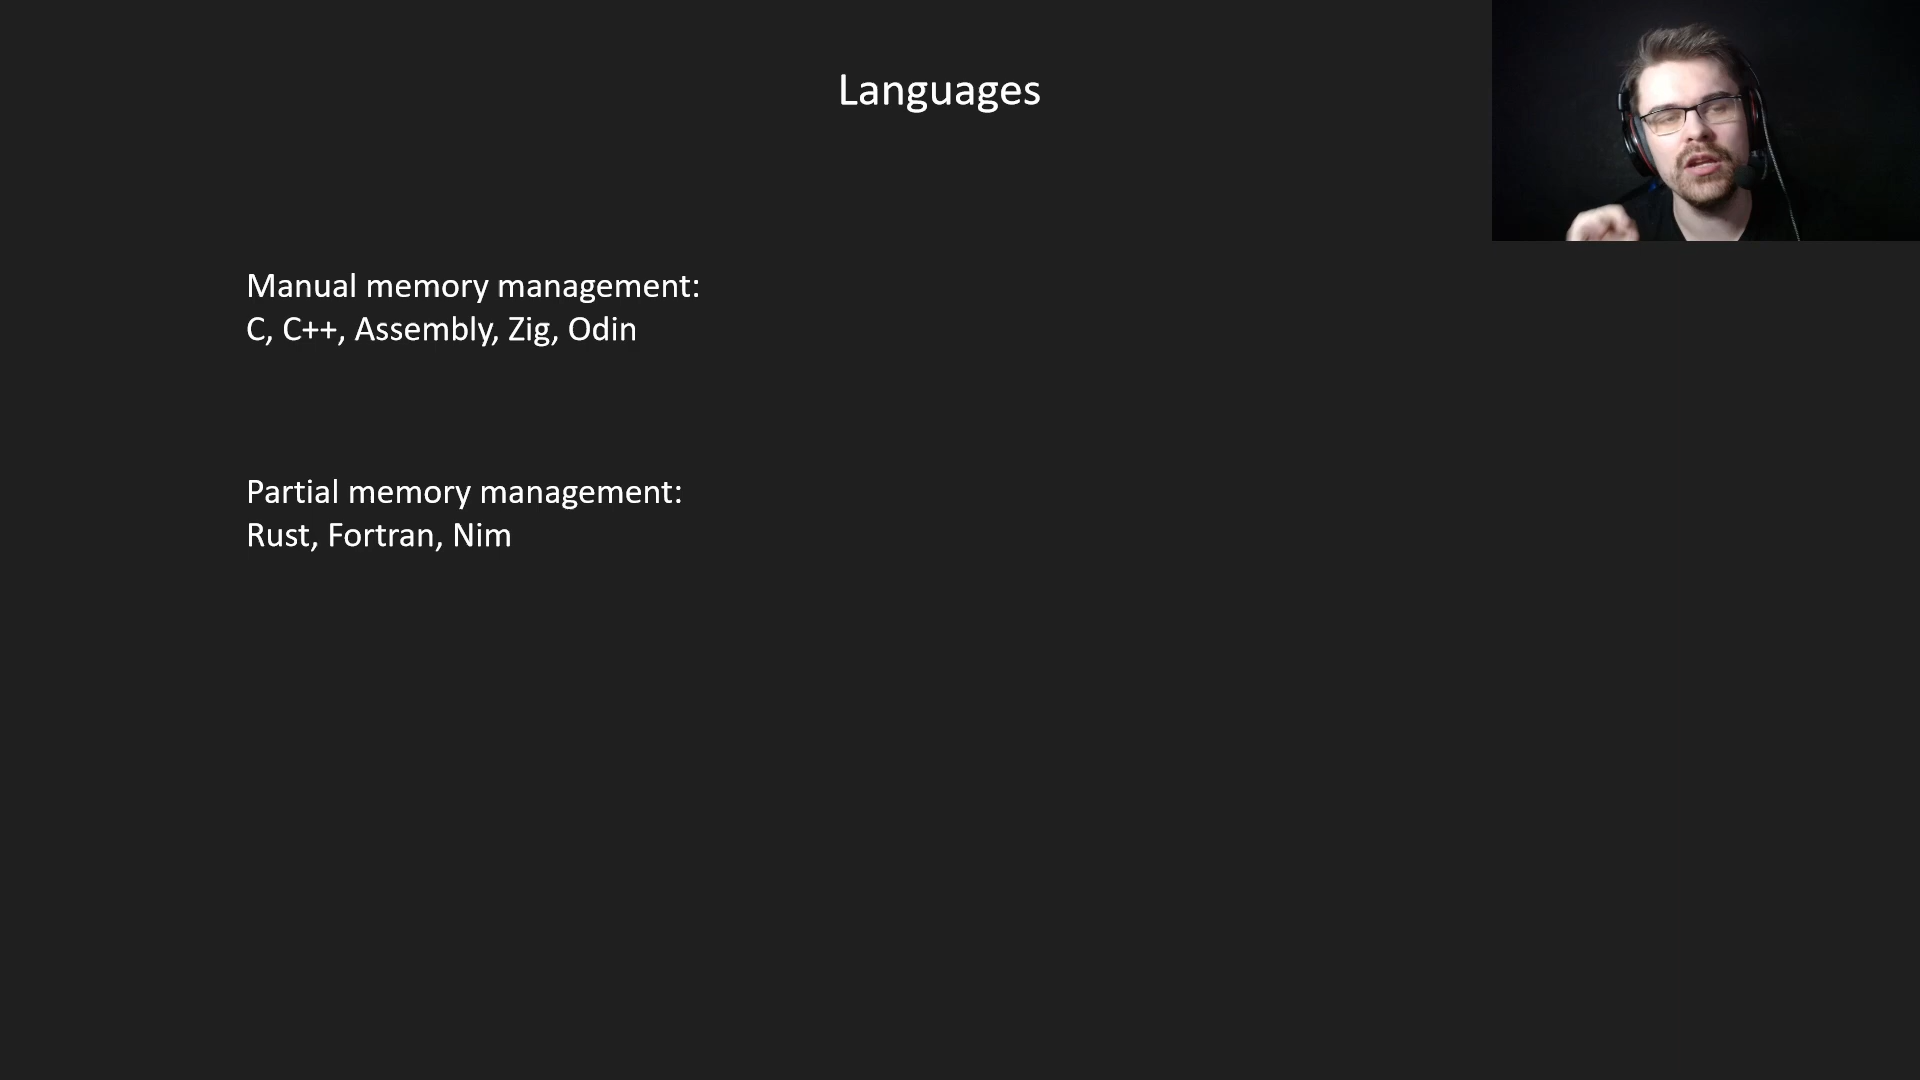 Languages
Manual memory management:
C, C++, Assembly, Zig, Odin
Partial memory management:
Rust, Fortran, Nim